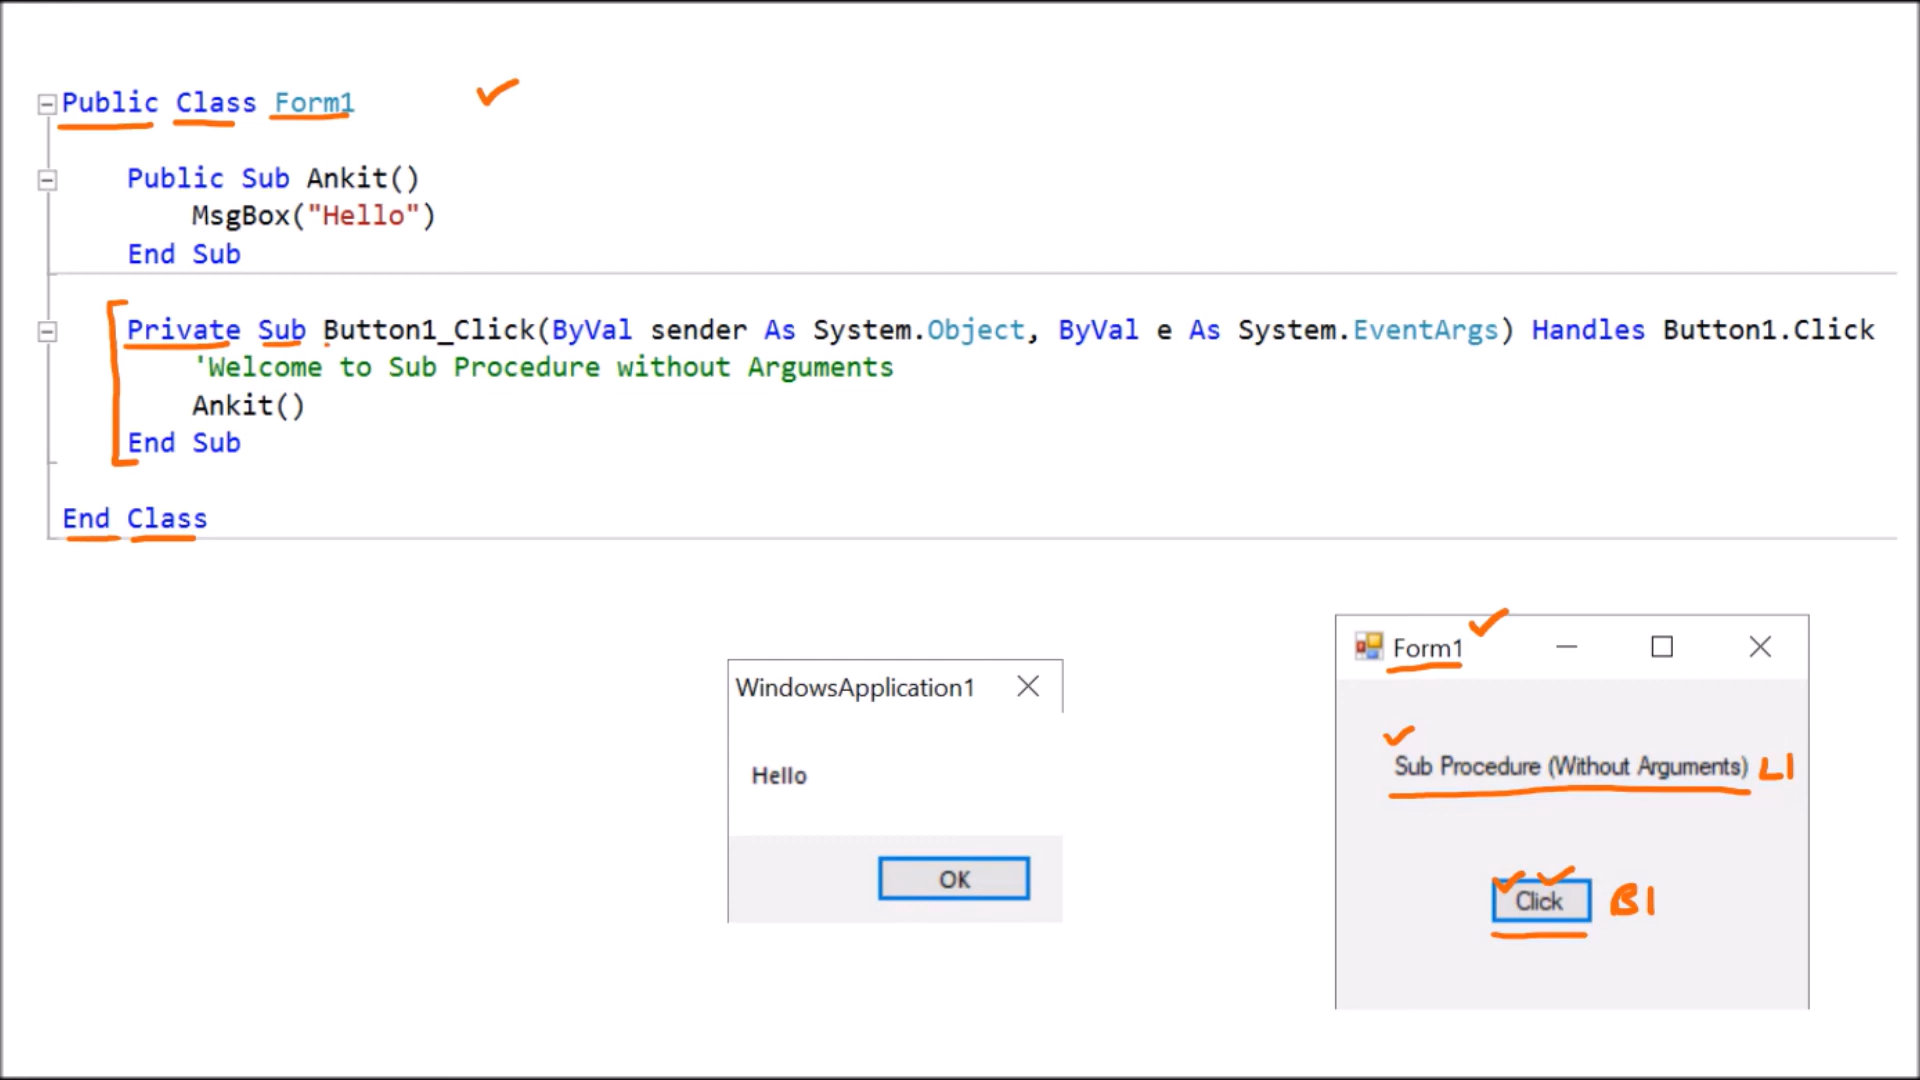 Public Class Form1
Public Sub Ankit()
MsgBox("Hello")
End Sub
Private Sub Button1_Click(ByVal sender As System.Object, ByVal e As System.EventArgs) Handles Button1.Click
'Welcome to Sub Procedure without Arguments
Ankit()
End Sub
End Class
WindowsApplication1
Hello
OK
Form1
Sub Procedure (Without Arguments) L1
Click B1